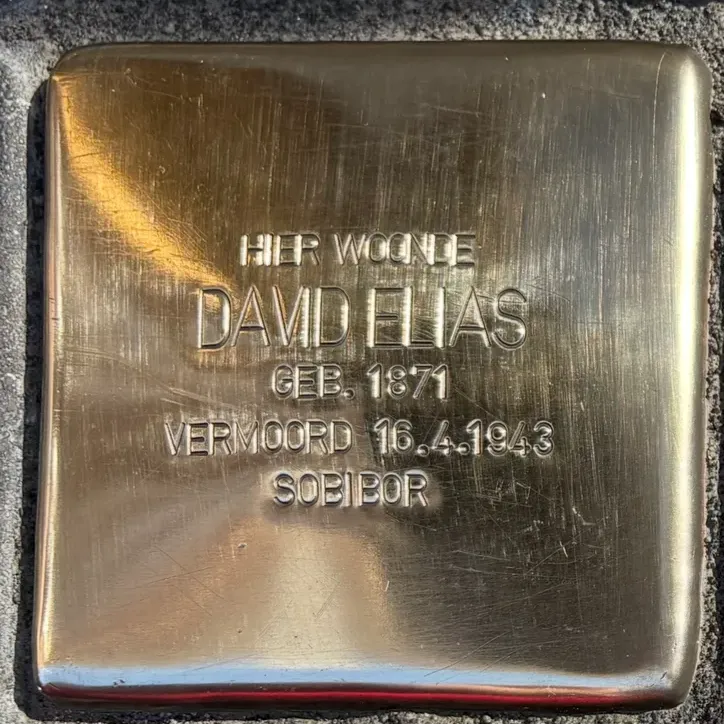 HIER WOONDE
DAVID ELIAS
GEB. 1871
VERMOORD 16.4.1943
SOBIBOR